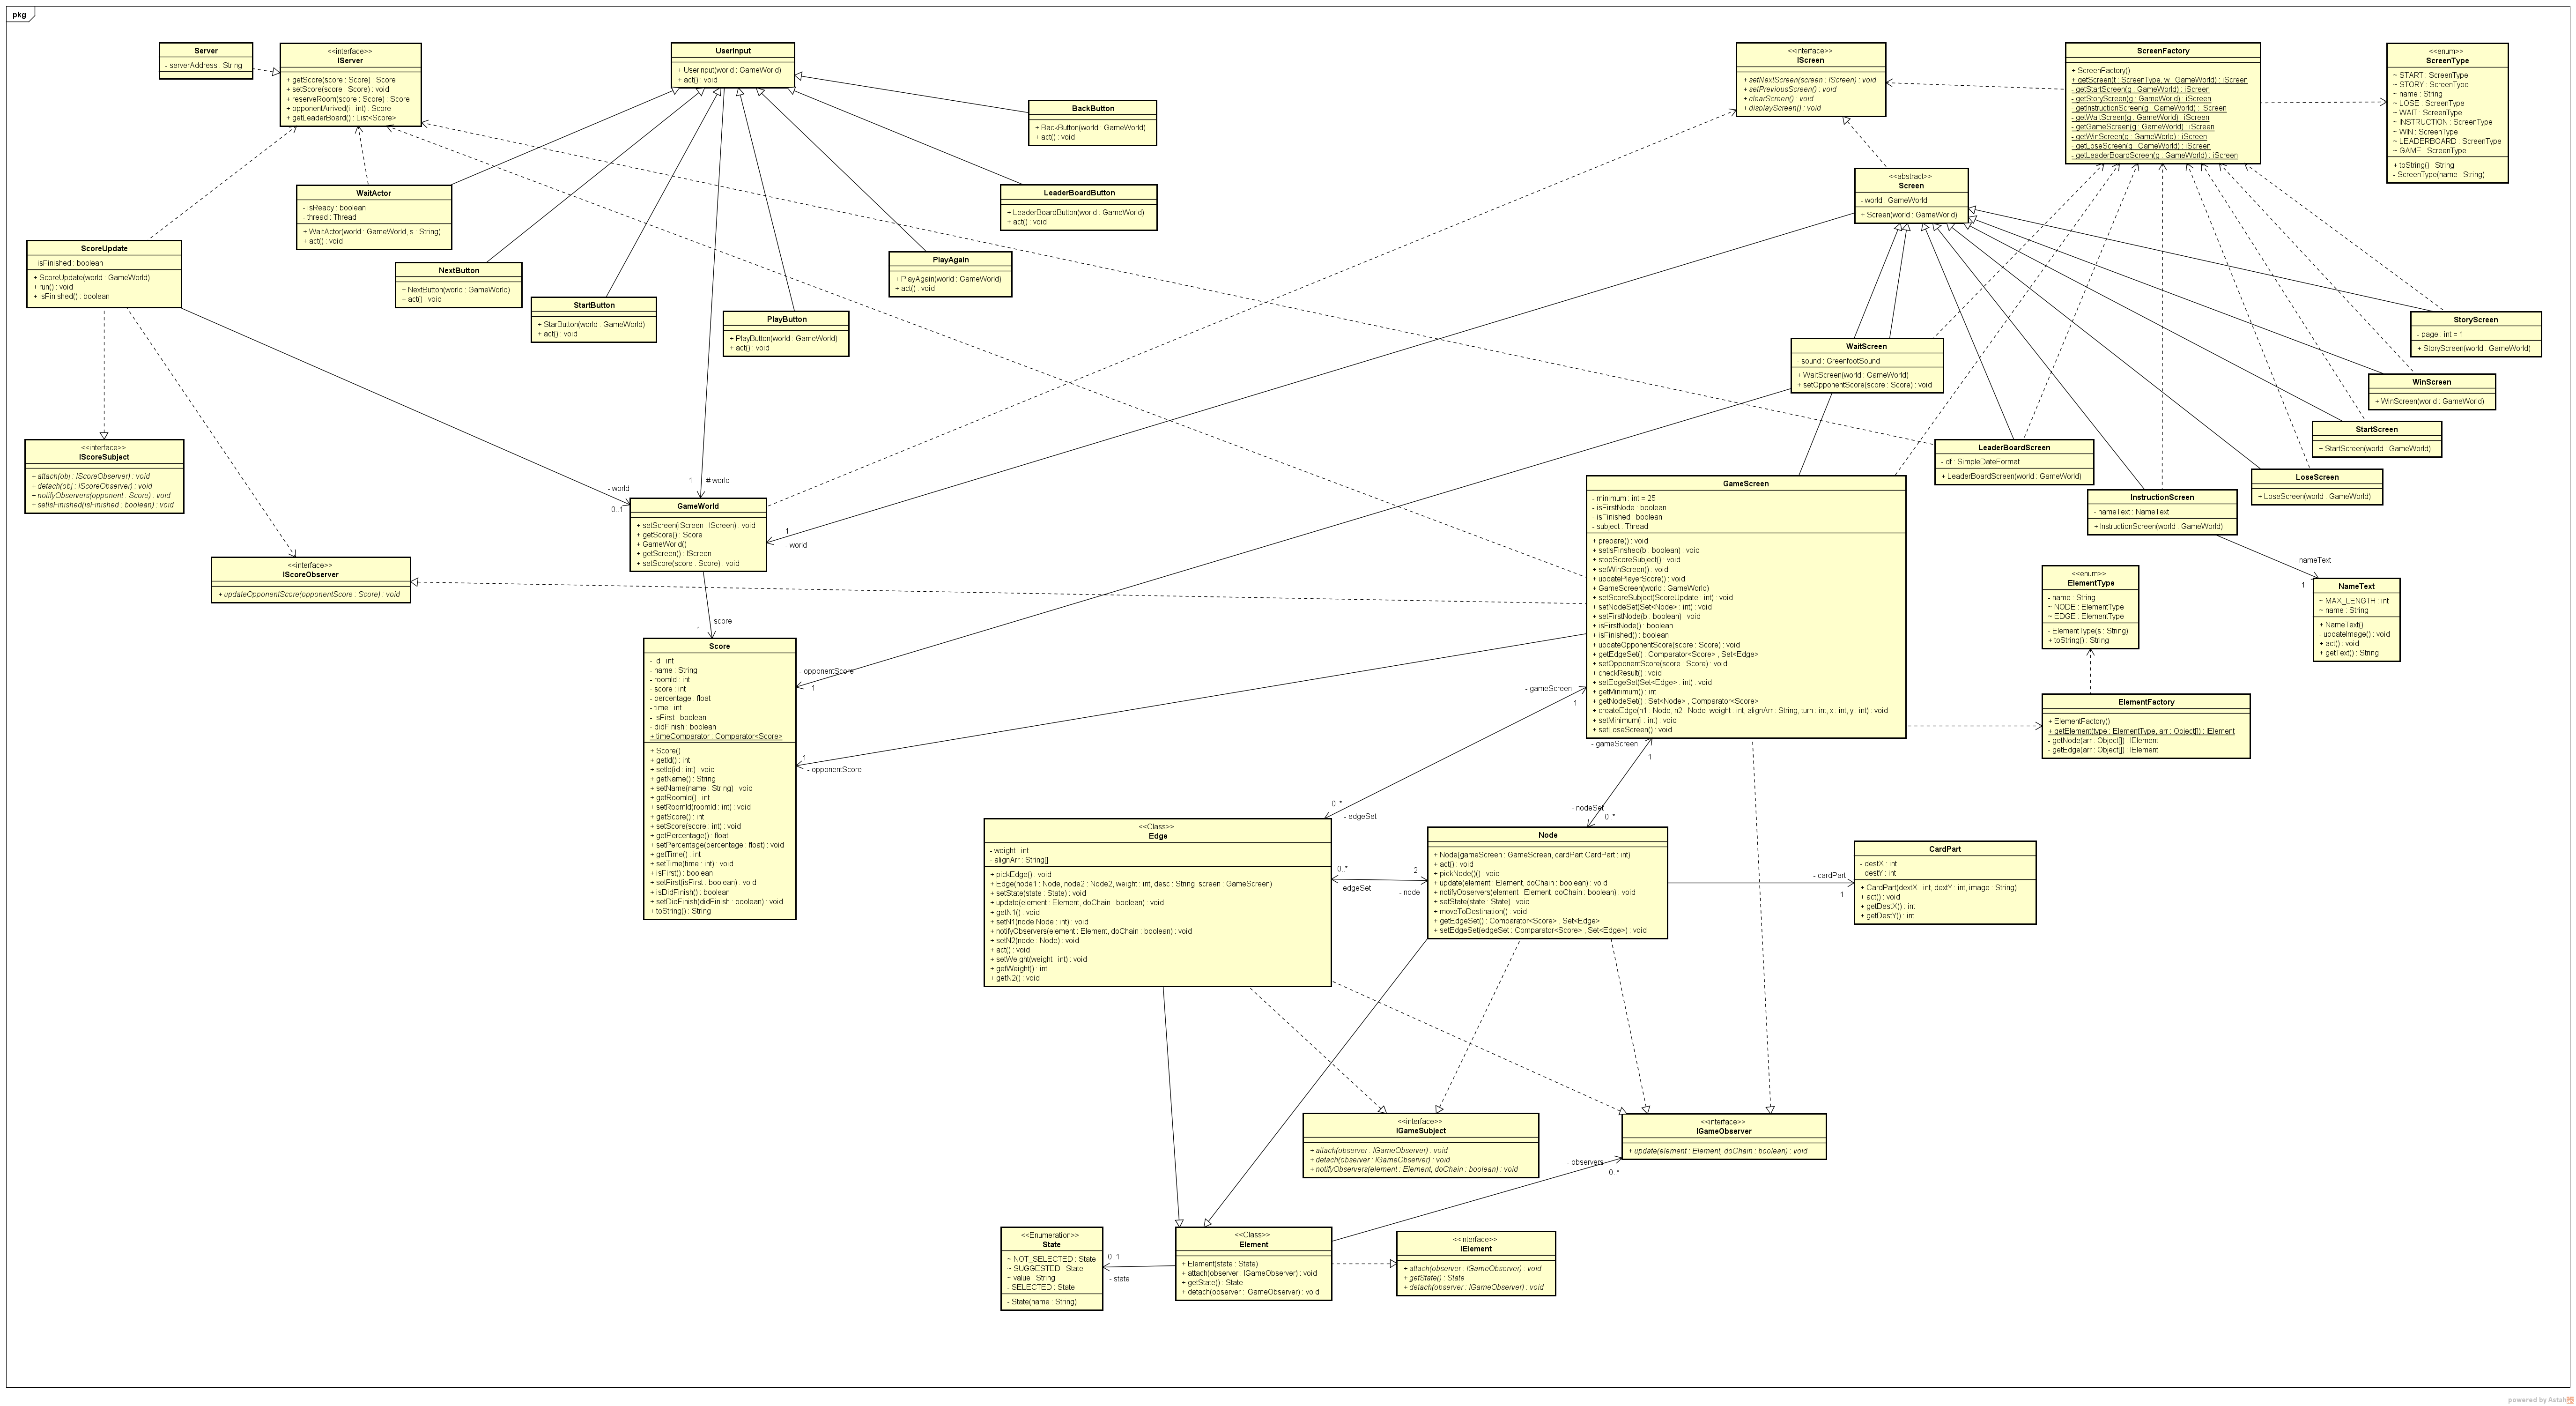 pkg
Server
- serverAddress : String
<<interface>>
IServer
+ getScore(score : Score) : Score
+ setScore(score : Score) : void
+ reserveRoom(score : Score) : Score
+ opponentArrived(i : int) : Score
+ getLeaderBoard() : List<Score>
UserInput
+ UserInput(world : GameWorld)
+ act() : void
<<interface>>
IScreen
+ setNextScreen(screen : IScreen) : void
+ setPreviousScreen() : void
+ clearScreen() : void
+ displayScreen() : void
ScreenFactory
+ ScreenFactory()
+ getScreen(t : ScreenType, w : GameWorld) : iScreen
- getStartScreen(g : GameWorld) : iScreen
- getStoryScreen(g : GameWorld) : iScreen
- getInstructionScreen(g : GameWorld) : iScreen
- getWaitScreen(g : GameWorld) : iScreen
- getGameScreen(g : GameWorld) : iScreen
- getWinScreen(g : GameWorld) : iScreen
- getLoseScreen(g : GameWorld) : iScreen
- getLeaderBoardScreen(g : GameWorld) : iScreen
<<enum>>
ScreenType
~ START : ScreenType
~ STORY : ScreenType
~ name : String
~ LOSE : ScreenType
~ WAIT : ScreenType
~ INSTRUCTION : ScreenType
~ WIN : ScreenType
~ LEADERBOARD : ScreenType
~ GAME : ScreenType
+ toString() : String
- ScreenType(name : String)
BackButton
+ BackButton(world : GameWorld)
+ act() : void
<<abstract>>
Screen
- world : GameWorld
+ Screen(world : GameWorld)
WaitActor
- isReady : boolean
- thread : Thread
+ WaitActor(world : GameWorld, s : String)
+ act() : void
LeaderBoardButton
+ LeaderBoardButton(world : GameWorld)
+ act() : void
ScoreUpdate
- isFinished : boolean
+ ScoreUpdate(world : GameWorld)
+ run() : void
+ isFinished() : boolean
NextButton
+ NextButton(world : GameWorld)
+ act() : void
PlayAgain
+ PlayAgain(world : GameWorld)
+ act() : void
StartButton
+ StarButton(world : GameWorld)
+ act() : void
PlayButton
+ PlayButton(world : GameWorld)
+ act() : void
StoryScreen
- page : int = 1
+ StoryScreen(world : GameWorld)
WaitScreen
- sound : GreenfootSound
+ WaitScreen(world : GameWorld)
+ setOpponentScore(score : Score) : void
WinScreen
+ WinScreen(world : GameWorld)
StartScreen
+ StartScreen(world : GameWorld)
<<interface>>
IScoreSubject
+ attach(obj : IScoreObserver) : void
+ detach(obj : IScoreObserver) : void
+ notifyObservers(opponent : Score) : void
+ setIsFinished(isFinished : boolean) : void
LeaderBoardScreen
- df : SimpleDateFormat
+ LeaderBoardScreen(world : GameWorld)
LoseScreen
+ LoseScreen(world : GameWorld)
InstructionScreen
- nameText : NameText
+ InstructionScreen(world : GameWorld)
1
# world
- world
0..1
GameWorld
+ setScreen(iScreen : IScreen) : void
+ getScore() : Score
+ GameWorld()
+ getScreen() : IScreen
+ setScore(score : Score) : void
1
- world
GameScreen
- minimum : int = 25
- isFirstNode : boolean
- isFinished : boolean
- subject : Thread
+ prepare() : void
+ setIsFinshed(b : boolean) : void
+ stopScoreSubject() : void
+ setWinScreen() : void
+ updatePlayerScore() : void
+ GameScreen(world : GameWorld)
+ setScoreSubject(ScoreUpdate : int) : void
+ setNodeSet(Set<Node> : int) : void
+ setFirstNode(b : boolean) : void
+ isFirstNode() : boolean
+ isFinished() : boolean
+ updateOpponentScore(score : Score) : void
+ getEdgeSet() : Comparator<Score> , Set<Edge>
+ setOpponentScore(score : Score) : void
+ checkResult() : void
+ setEdgeSet(Set<Edge> : int) : void
+ getMinimum() : int
+ getNodeSet() : Set<Node> , Comparator<Score>
+ createEdge(n1 : Node, n2 : Node, weight : int, alignArr : String, turn : int, x : int, y : int) : void
+ setMinimum(i : int) : void
+ setLoseScreen() : void
<<interface>>
IScoreObserver
+ updateOpponentScore(opponentScore : Score) : void
- nameText
1
NameText
~ MAX_LENGTH : int
~ name : String
+ NameText()
- updateImage() : void
+ act() : void
+ getText() : String
<<enum>>
ElementType
- name : String
~ NODE : ElementType
~ EDGE : ElementType
- ElementType(s : String)
+ toString() : String
- score
1
Score
- id : int
- name : String
- roomId : int
- score : int
- percentage : float
- time : int
- isFirst : boolean
- didFinish : boolean
+ timeComparator : Comparator<Score>
+ Score()
+ getId() : int
+ setId(id : int) : void
+ getName() : String
+ setName(name : String) : void
+ getRoomId() : int
+ setRoomId(roomId : int) : void
+ getScore() : int
+ setScore(score : int) : void
+ getPercentage() : float
+ setPercentage(percentage : float) : void
+ getTime() : int
+ setTime(time : int) : void
+ isFirst() : boolean
+ setFirst(isFirst : boolean) : void
+ isDidFinish() : boolean
+ setDidFinish(didFinish : boolean) : void
+ toString() : String
- opponentScore
1
1
- opponentScore
- gameScreen
1
- gameScreen
1
ElementFactory
+ ElementFactory()
+ getElement(type : ElementType, arr : Object[]) : IElement
- getNode(arr : Object[]) : IElement
- getEdge(arr : Object[]) : IElement
0..*
- edgeSet
- nodeSet
0..*
<<Class>>
Edge
- weight : int
- alignArr : String[]
+ pickEdge() : void
+ Edge(node1 : Node, node2 : Node2, weight : int, desc : String, screen : GameScreen)
+ setState(state : State) : void
+ update(element : Element, doChain : boolean) : void
+ getN1() : void
+ setN1(node Node : int) : void
+ notifyObservers(element : Element, doChain : boolean) : void
+ setN2(node : Node) : void
+ act() : void
+ setWeight(weight : int) : void
+ getWeight() : int
+ getN2() : void
0..*
- edgeSet
2
- node
Node
+ Node(gameScreen : GameScreen, cardPart CardPart : int)
+ act() : void
+ pickNode()() : void
+ update(element : Element, doChain : boolean) : void
+ notifyObservers(element : Element, doChain : boolean) : void
+ setState(state : State) : void
+ moveToDestination() : void
+ getEdgeSet() : Comparator<Score> , Set<Edge>
+ setEdgeSet(edgeSet : Comparator<Score> , Set<Edge>) : void
- cardPart
1
CardPart
- destX : int
- destY : int
+ CardPart(dextX : int, dextY : int, image : String)
+ act() : void
+ getDestX() : int
+ getDestY() : int
<<interface>>
IGameSubject
+ attach(observer : IGameObserver) : void
+ detach(observer : IGameObserver) : void
+ notifyObservers(element : Element, doChain : boolean) : void
<<interface>>
IGameObserver
+ update(element : Element, doChain : boolean) : void
- observers
0..*
<<Enumeration>>
State
~ NOT_SELECTED : State
~ SUGGESTED : State
~ value : String
- SELECTED : State
- State(name : String)
0..1
- state
<<Class>>
Element
+ Element(state : State)
+ attach(observer : IGameObserver) : void
+ getState() : State
+ detach(observer : IGameObserver) : void
<<Interface>>
IElement
+ attach(observer : IGameObserver) : void
+ getState() : State
+ detach(observer : IGameObserver) : void
powered by Astah